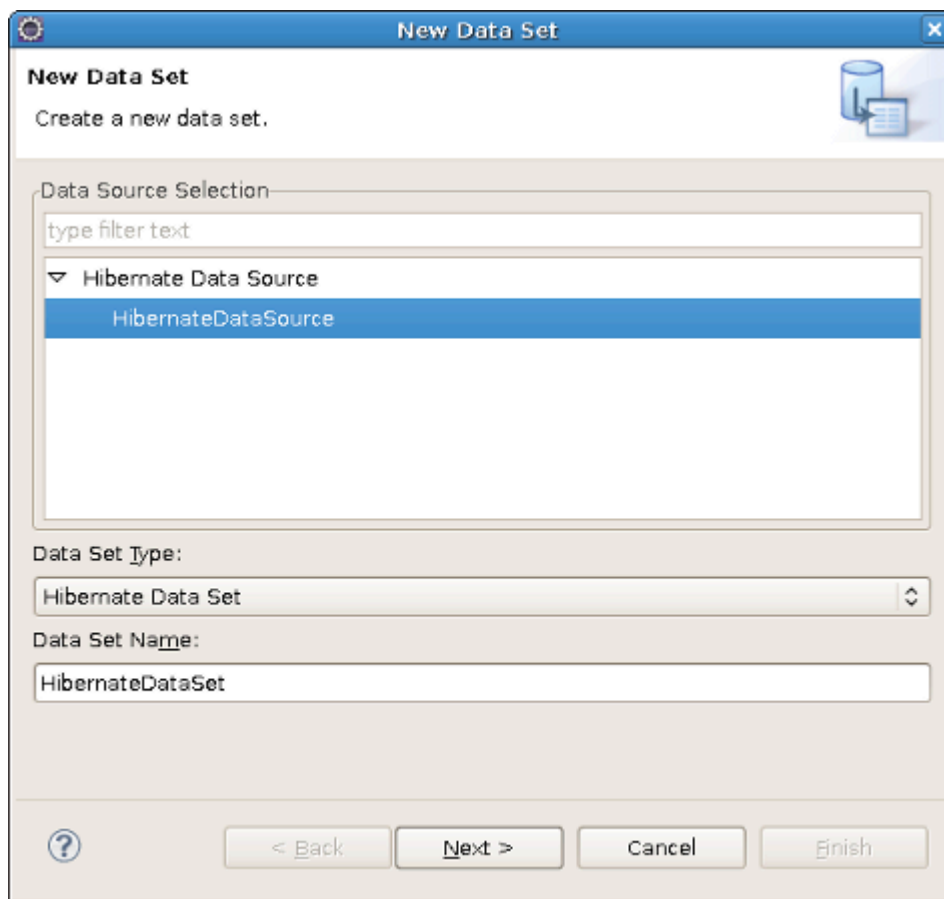 New Data Set
New Data Set
Create a new data set.
Data Source Selection
type filter text
Hibernate Data Source
HibernateDataSource
Data Set Type:
Hibernate Data Set
Data Set Name:
HibernateDataSet
?
< Back
Next >
Cancel
Finish